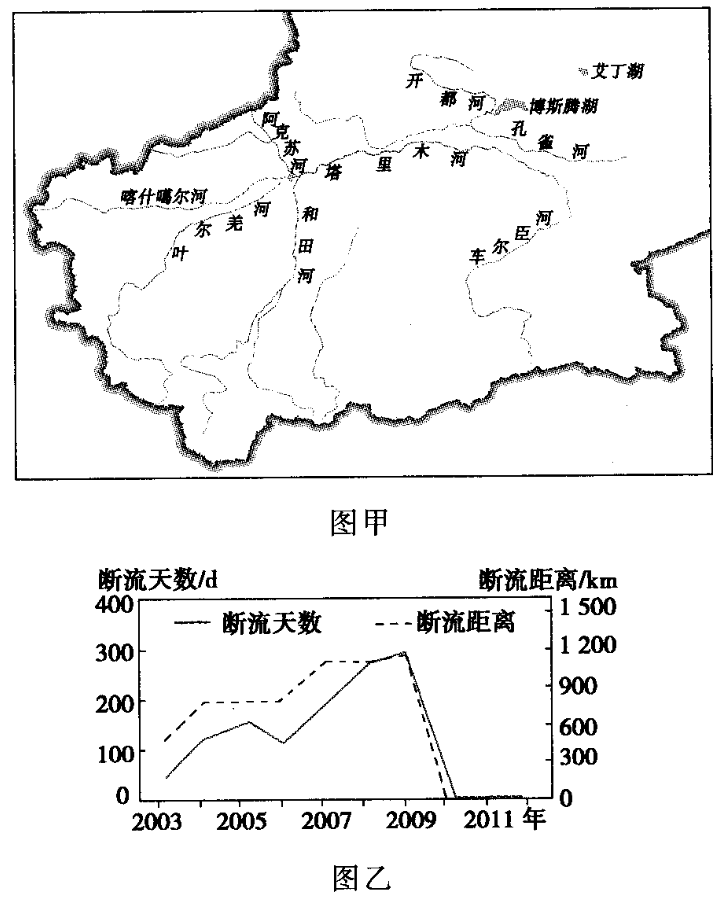 艾丁湖
开都河
博斯腾湖
阿克苏河
孔雀河
塔里木河
喀什噶尔河
叶尔羌河
和田河
车尔臣河
图甲
断流天数/d
断流距离/km
400
300
200
100
0
断流天数
断流距离
1 500
1 200
900
600
300
0
2003
2005
2007
2009
2011 年
图乙